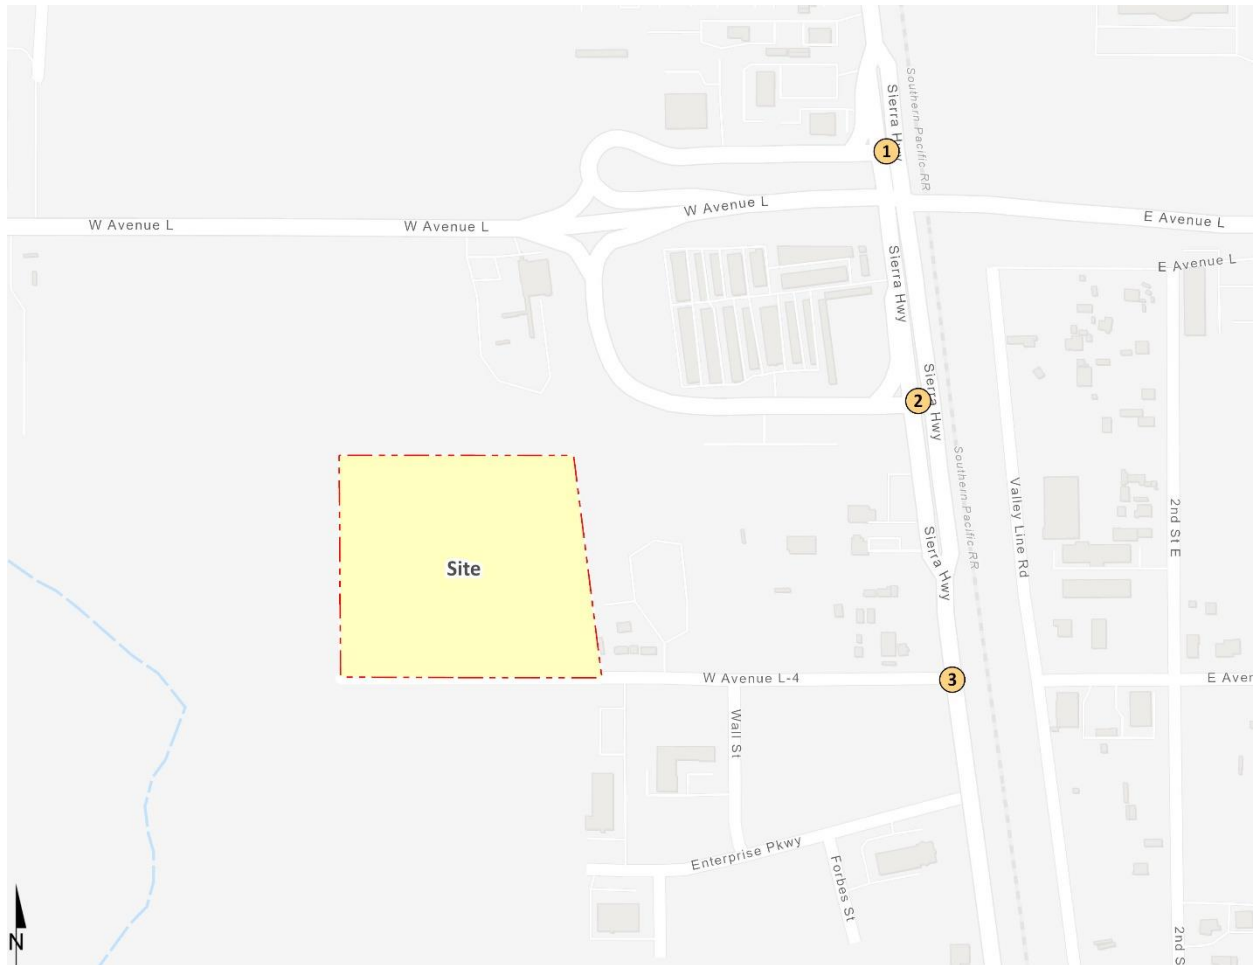 Sierra Hwy
Southern Pacific RR
1
W Avenue L
W Avenue L
W Avenue L
E Avenue L
E Avenue L
Sierra Hwy
Sierra Hwy
2
Southern Pacific RR
Valley Line Rd
2nd St E
Sierra Hwy
Site
W Avenue L-4
3
E Aven
Wall St
Enterprise Pkwy
Forbes St
2nd S
N